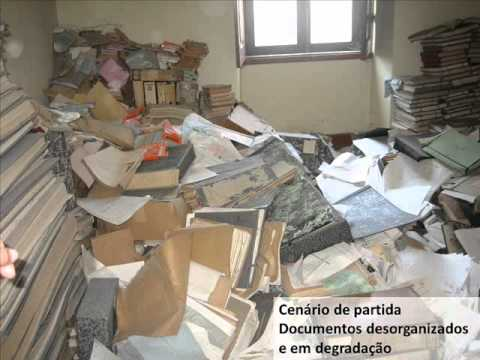 Cenário de partida
Documentos desorganizados
e em degradação